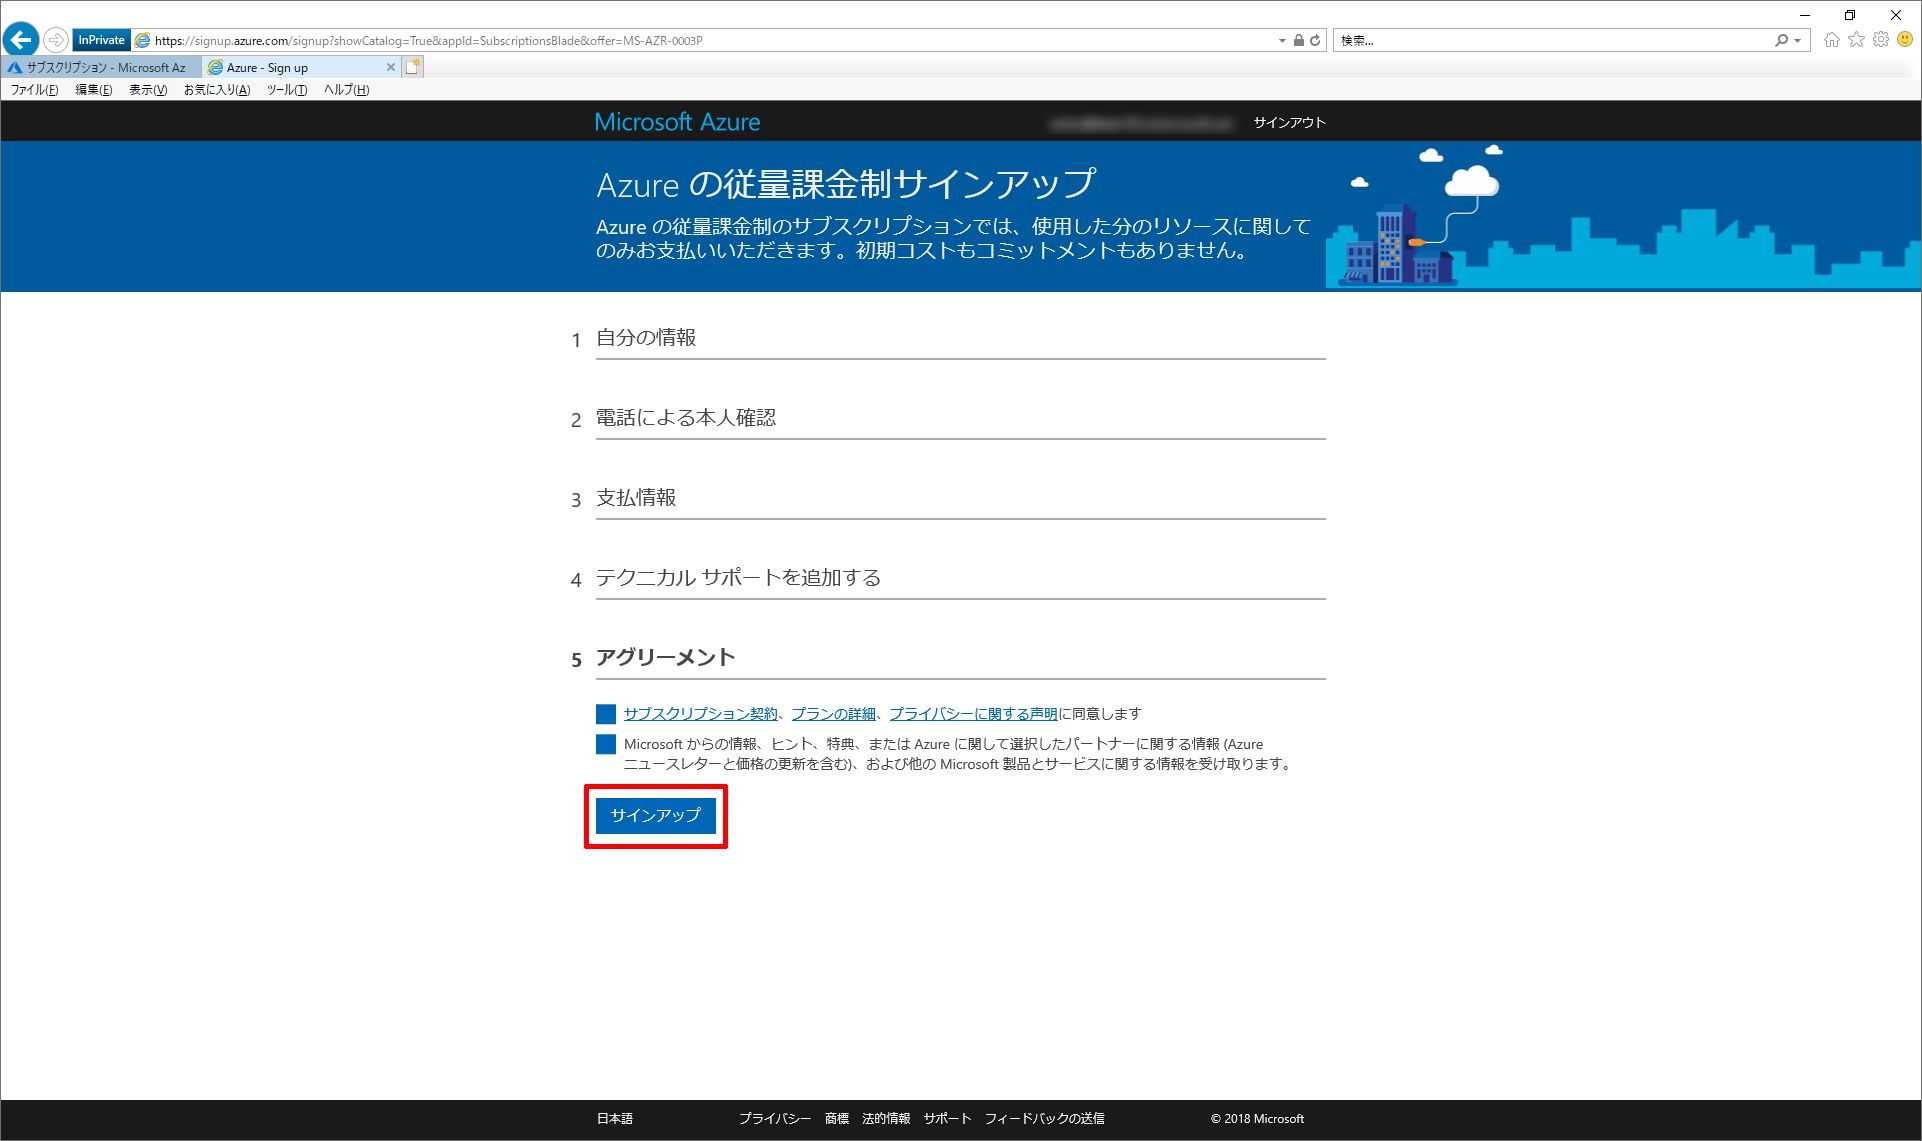 InPrivate
https://signup.azure.com/signup?showCatalog=True&appId=SubscriptionsBlade&offer=MS-AZR-0003P
検索...
サブスクリプション - Microsoft Az
Azure - Sign up
ファイル(F) 編集(E) 表示(V) お気に入り(A) ツール(T) ヘルプ(H)
Microsoft Azure
サインアウト
Azure の従量課金制サインアップ
Azure の従量課金制のサブスクリプションでは、使用した分のリソースに関して
のみお支払いいただきます。初期コストもコミットメントもありません。
1 自分の情報
2 電話による本人確認
3 支払情報
4 テクニカル サポートを追加する
5 アグリーメント
サブスクリプション契約、プランの詳細、プライバシーに関する声明に同意します
Microsoft からの情報、ヒント、特典、または Azure に関して選択したパートナーに関する情報 (Azure
ニュースレターと価格の更新を含む)、および他の Microsoft 製品とサービスに関する情報を受け取ります。
サインアップ
日本語 プライバシー 商標 法的情報 サポート フィードバックの送信 © 2018 Microsoft